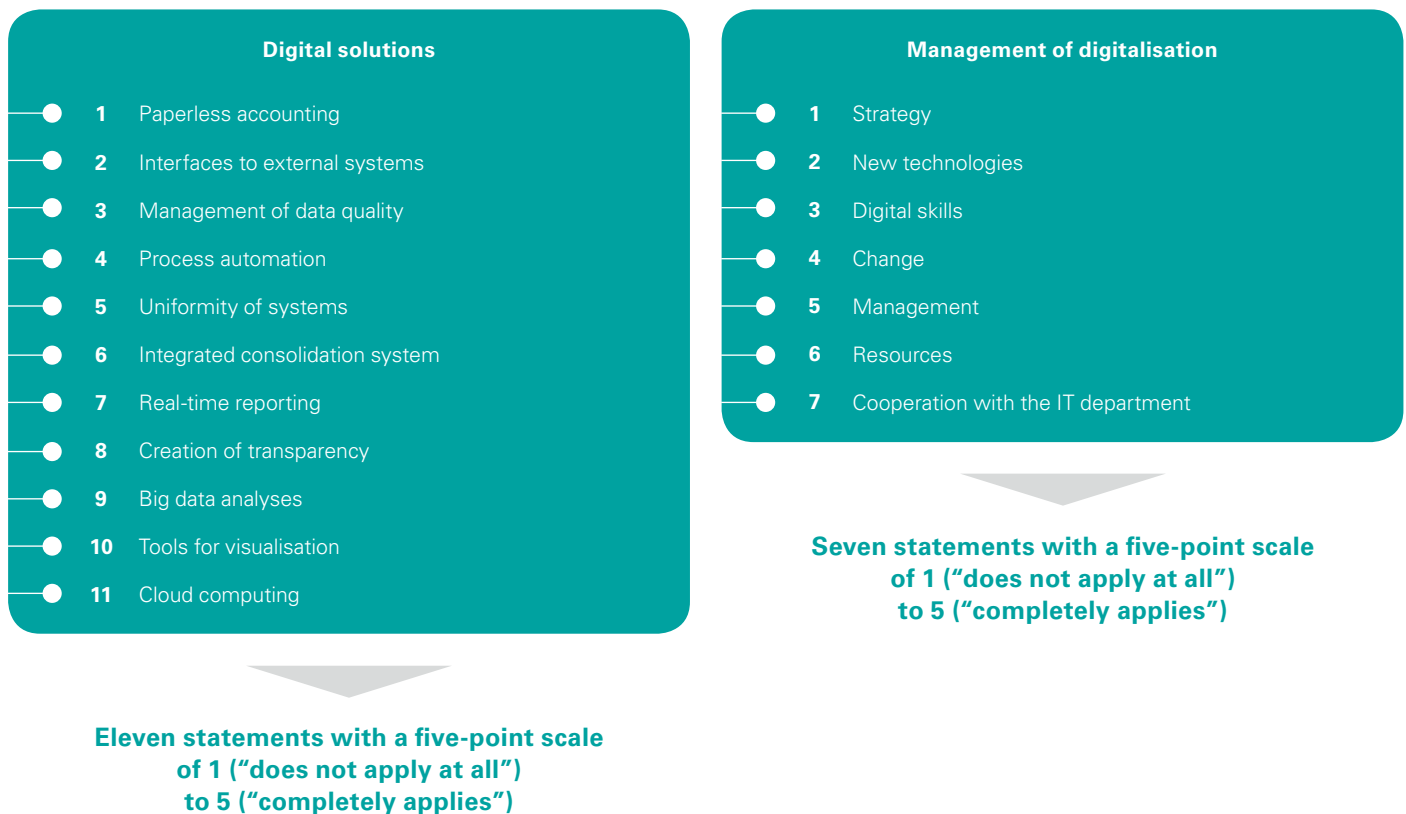 Digital solutions
1 Paperless accounting
2 Interfaces to external systems
3 Management of data quality
4 Process automation
5 Uniformity of systems
6 Integrated consolidation system
7 Real-time reporting
8 Creation of transparency
9 Big data analyses
10 Tools for visualisation
11 Cloud computing
Eleven statements with a five-point scale
of 1 (“does not apply at all”)
to 5 (“completely applies”)
Management of digitalisation
1 Strategy
2 New technologies
3 Digital skills
4 Change
5 Management
6 Resources
7 Cooperation with the IT department
Seven statements with a five-point scale
of 1 (“does not apply at all”)
to 5 (“completely applies”)